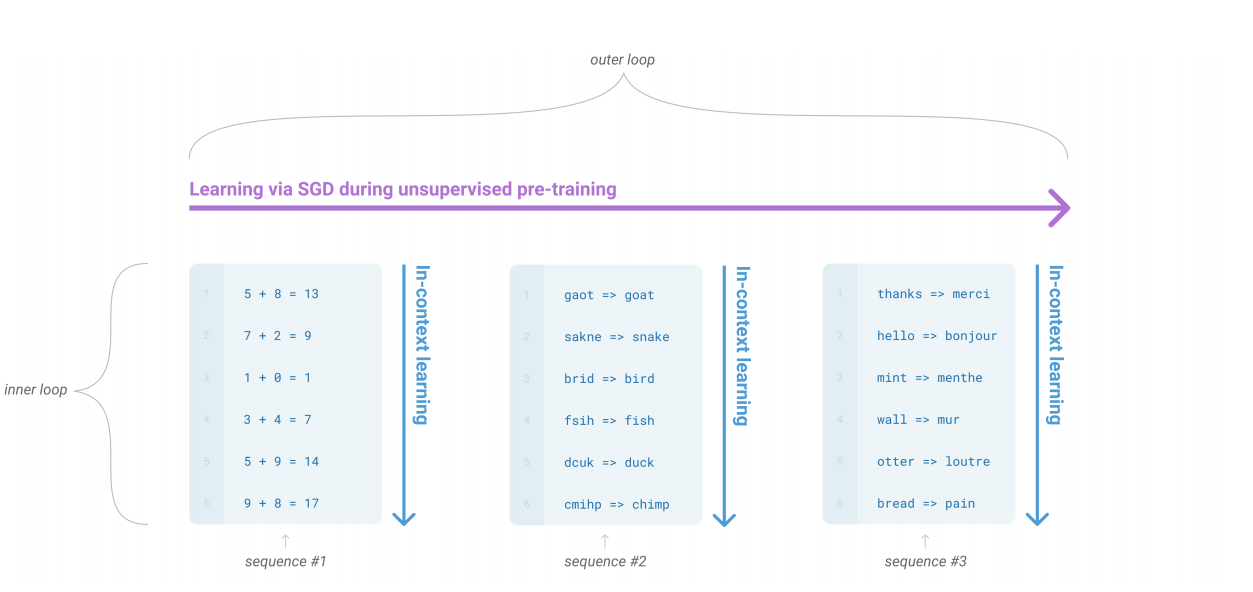 outer loop
Learning via SGD during unsupervised pre-training
inner loop
1 5 + 8 = 13
2 7 + 2 = 9
3 1 + 0 = 1
4 3 + 4 = 7
5 5 + 9 = 14
6 9 + 8 = 17
In-context learning
sequence #1
1 gaot => goat
2 sakne => snake
3 brid => bird
4 fsih => fish
5 dcuk => duck
6 cmihp => chimp
In-context learning
sequence #2
1 thanks => merci
2 hello => bonjour
3 mint => menthe
4 wall => mur
5 otter => loutre
6 bread => pain
In-context learning
sequence #3